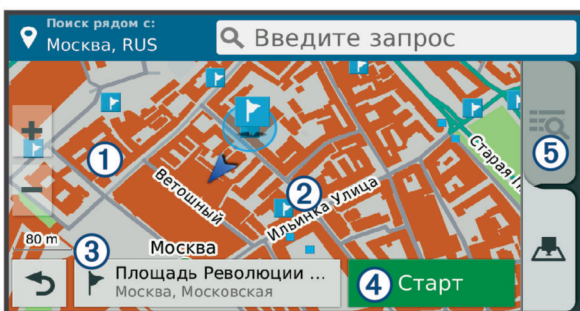 Поиск рядом с:
Москва, RUS
Введите запрос
+
1
5
−
2
Ветошный
Ильинка Улица
Старая П
80 m
3
Москва
Площадь Революции ...
Москва, Московская
4
Старт